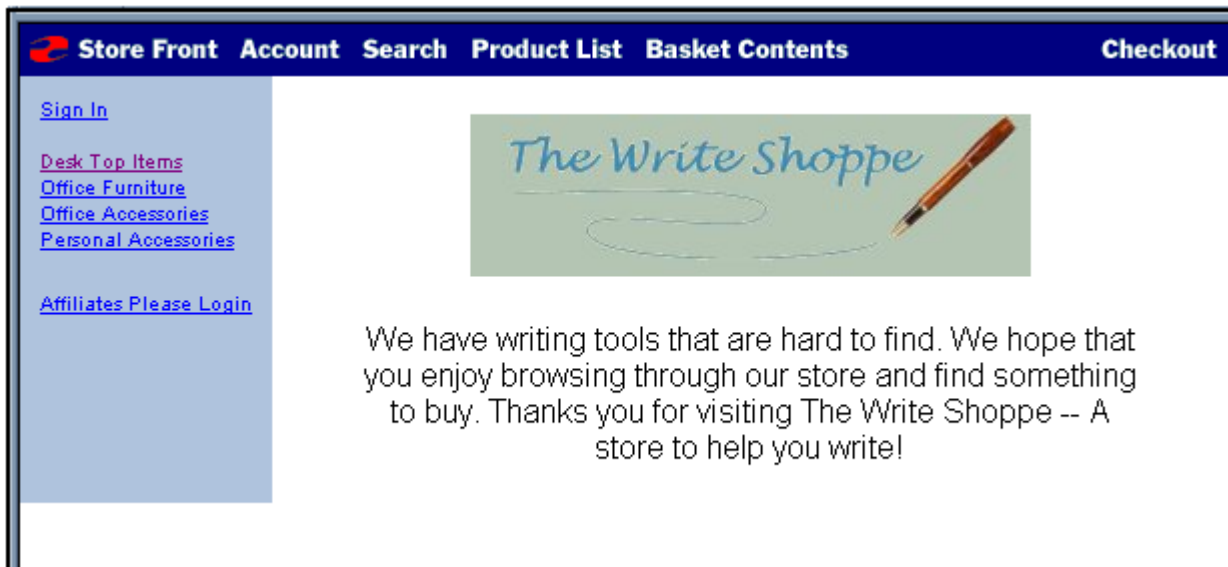 Store Front Account Search Product List Basket Contents Checkout
Sign In
Desk Top Items
Office Furniture
Office Accessories
Personal Accessories
Affiliates Please Login
The Write Shoppe
We have writing tools that are hard to find. We hope that
you enjoy browsing through our store and find something
to buy. Thanks you for visiting The Write Shoppe -- A
store to help you write!